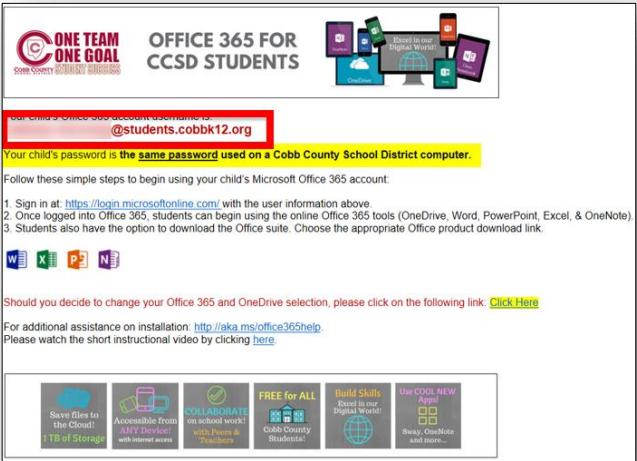 ONE TEAM
ONE GOAL
COBB COUNTY STUDENT SUCCESS
SCHOOL DISTRICT
OFFICE 365 FOR
CCSD STUDENTS
Excel in our
Digital World!
OneDrive
Your child's Office 365 account username is:
@students.cobbk12.org
Your child's password is the same password used on a Cobb County School District computer.
Follow these simple steps to begin using your child's Microsoft Office 365 account:
1. Sign in at: https://login.microsoftonline.com/ with the user information above.
2. Once logged into Office 365, students can begin using the online Office 365 tools (OneDrive, Word, PowerPoint, Excel, & OneNote).
3. Students also have the option to download the Office suite. Choose the appropriate Office product download link.
W X P N
Should you decide to change your Office 365 and OneDrive selection, please click on the following link: Click Here
For additional assistance on installation: http://aka.ms/office365help.
Please watch the short instructional video by clicking here.
Save files to
the Cloud!
1 TB of Storage
Accessible from
ANY Device!
with internet access
COLLABORATE
on school work!
with Peers &
Teachers
FREE for ALL
Cobb County
Students!
Build Skills
Excel in our
Digital World!
Use COOL NEW
Apps!
Sway, OneNote
and more...